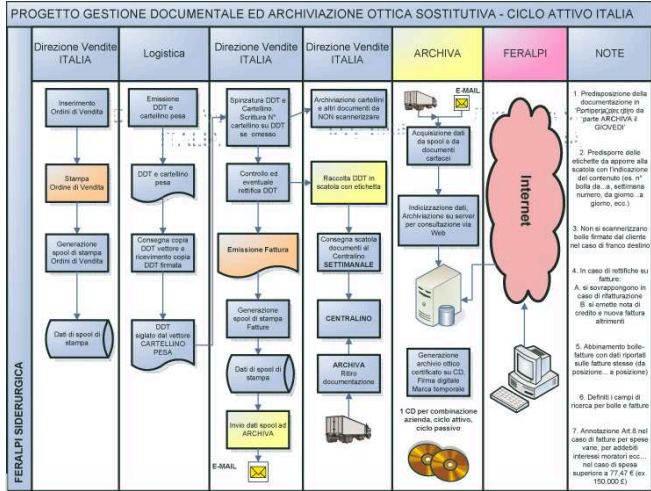 PROGETTO GESTIONE DOCUMENTALE ED ARCHIVIAZIONE OTTICA SOSTITUTIVA - CICLO ATTIVO ITALIA
FERALPI SIDERURGICA
Direzione Vendite
ITALIA
Inserimento
Ordini di Vendita
Stampa
Ordine di Vendita
Generazione
spool di stampa
Ordini di Vendita
Dati di spool di
stampa
Logistica
Emissione
DDT e
cartellino pesa
DDT e cartellino
pesa
Consegna copia
DDT vettore e
ricevimento copia
DDT firmata
DDT
siglato dal vettore
CARTELLINO
PESA
Direzione Vendite
ITALIA
Spinzatura DDT e
Cartellino.
Scrittura N°
cartellino su DDT
se omesso
Controllo ed
eventuale
rettifica DDT
Emissione Fattura
Generazione
spool di stampa
Fatture
Dati di spool di
stampa
Invio dati spool ad
ARCHIVA
E-MAIL
Direzione Vendite
ITALIA
Archiviazione cartellini
e altri documenti da
NON scannerizzare
Raccolta DDT in
scatola con etichetta
Consegna scatola
documenti al
Centralino
SETTIMANALE
CENTRALINO
ARCHIVA
Ritiro
documentazione
ARCHIVA
E-MAIL
Acquisizione dati
da spool e da
documenti
cartacei
Indicizzazione dati,
Archiviazione su server
per consultazione via
Web
Generazione
archivio ottico
certificato su CD,
Firma digitale
Marca temporale
1 CD per combinazione
azienda, ciclo attivo,
ciclo passivo
FERALPI
Internet
NOTE
1. Predisposizione della
documentazione in
Portineria per ritiro da
parte ARCHIVA il
GIOVEDI'
2. Predisporre delle
etichette da apporre alla
scatola con l'indicazione
del contenuto (es. n°
bolla da...a, settimana
numero, da giorno...a
giorno, ecc.)
3. Non si scannerizzano
bolle firmate dal cliente
nel caso di franco destino
4. In caso di rettifiche su
fatture:
A. si sovrappongono in
caso di rifatturazione
B. si emette nota di
credito e nuova fattura
altrimenti
5. Abbinamento bolle-
fatture con dati riportati
sulle fatture stesse (da
posizione... a posizione)
6. Definiti i campi di
ricerca per bolle e fatture
7. Annotazione Art.8 nel
caso di fatture per spese
varie, per addebiti
interessi moratori ecc...
nel caso di spesa
superiore a 77,47 € (ex.
150.000 £)